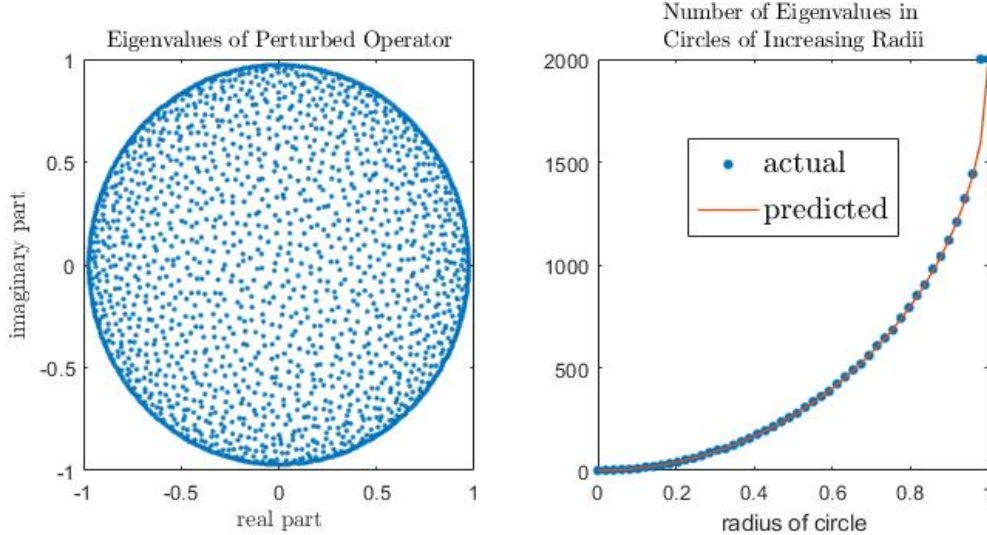 Eigenvalues of Perturbed Operator
1
0.5
0
-0.5
-1
-1
-0.5
0
0.5
1
imaginary part
real part
Number of Eigenvalues in
Circles of Increasing Radii
2000
1500
1000
500
0
0
0.2
0.4
0.6
0.8
1
actual
predicted
radius of circle